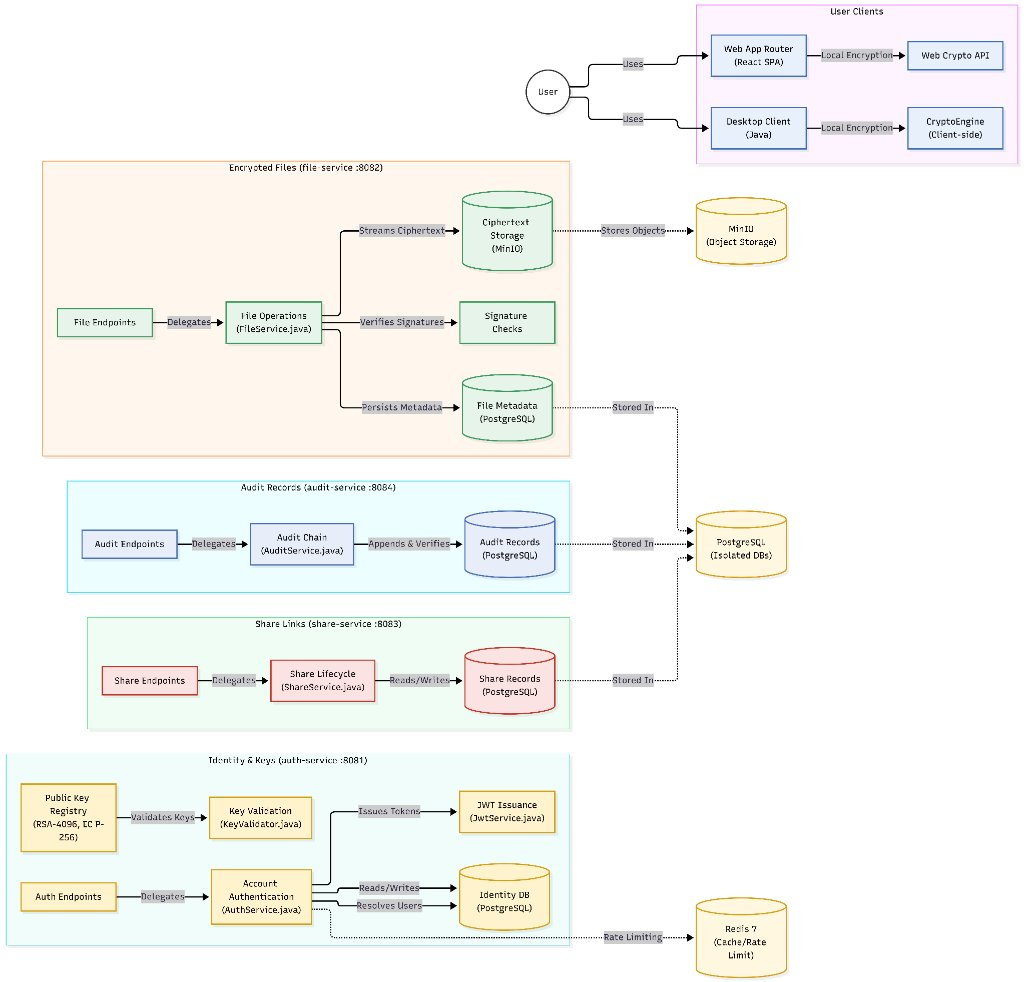 User Clients
User
Uses
Web App Router
(React SPA)
Local Encryption
Web Crypto API
Uses
Desktop Client
(Java)
Local Encryption
CryptoEngine
(Client-side)
Encrypted Files (file-service :8082)
File Endpoints
Delegates
File Operations
(FileService.java)
Streams Ciphertext
Ciphertext
Storage
(MinIO)
Stores Objects
MinIO
(Object Storage)
Verifies Signatures
Signature
Checks
Persists Metadata
File Metadata
(PostgreSQL)
Stored In
Audit Records (audit-service :8084)
Audit Endpoints
Delegates
Audit Chain
(AuditService.java)
Appends & Verifies
Audit Records
(PostgreSQL)
Stored In
PostgreSQL
(Isolated DBs)
Share Links (share-service :8083)
Share Endpoints
Delegates
Share Lifecycle
(ShareService.java)
Reads/Writes
Share Records
(PostgreSQL)
Stored In
Identity & Keys (auth-service :8081)
Public Key
Registry
(RSA-4096, EC P-
256)
Validates Keys
Key Validation
(KeyValidator.java)
Issues Tokens
JWT Issuance
(JwtService.java)
Auth Endpoints
Delegates
Account
Authentication
(AuthService.java)
Reads/Writes
Resolves Users
Identity DB
(PostgreSQL)
Rate Limiting
Redis 7
(Cache/Rate
Limit)